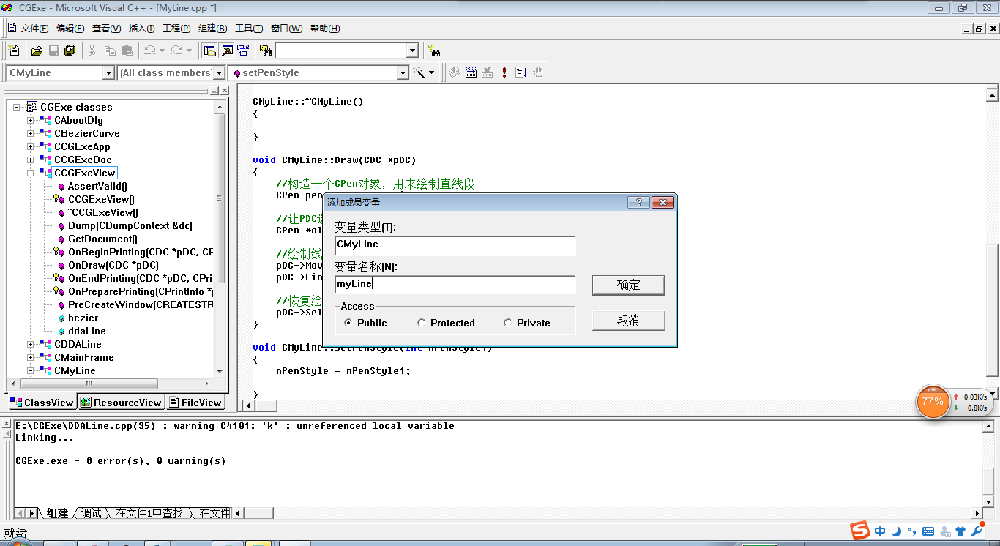 CGExe - Microsoft Visual C++ - [MyLine.cpp *]
文件(F) 编辑(E) 查看(V) 插入(I) 工程(P) 组建(B) 工具(T) 窗口(W) 帮助(H)
CMyLine [All class members] setPenStyle
CGExe classes
CAboutDlg
CBezierCurve
CCGExeApp
CCGExeDoc
CCGExeView
AssertValid()
CCGExeView()
~CCGExeView()
Dump(CDumpContext &dc)
GetDocument()
OnBeginPrinting(CDC *pDC, CP
OnDraw(CDC *pDC)
OnEndPrinting(CDC *pDC, CPri
OnPreparePrinting(CPrintInfo *p
PreCreateWindow(CREATESTR
bezier
ddaLine
CDDALine
CMainFrame
CMyLine
ClassView ResourceView FileView
CMyLine::~CMyLine()
{
}
void CMyLine::Draw(CDC *pDC)
{
//构造一个CPen对象，用来绘制直线段
CPen pen
//让PDC
CPen *ol
//绘制线
pDC->Mov
pDC->Lin
//恢复绘
pDC->Sel
}
void CMyLine::setPenStyle(int nPenStyle1)
{
nPenStyle = nPenStyle1;
}
添加成员变量
变量类型(T):
CMyLine
变量名称(N):
myLine
确定
Access
Public Protected Private
取消
77%
0.03K/s
0.8K/s
E:\CGExe\DDALine.cpp(35) : warning C4101: 'k' : unreferenced local variable
Linking...
CGExe.exe - 0 error(s), 0 warning(s)
组建 调试 在文件1中查找 在文件
就绪
S 中